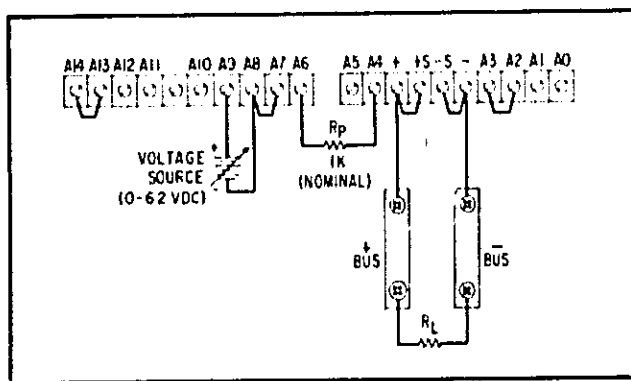 A14 A13 A12 A11 A10 A9 A8 A7 A6 A5 A4 + +S -S - A3 A2 A1 A0
VOLTAGE
SOURCE
(0-62 VDC)
+
RP
1K
(NOMINAL)
+
BUS
-
BUS
RL